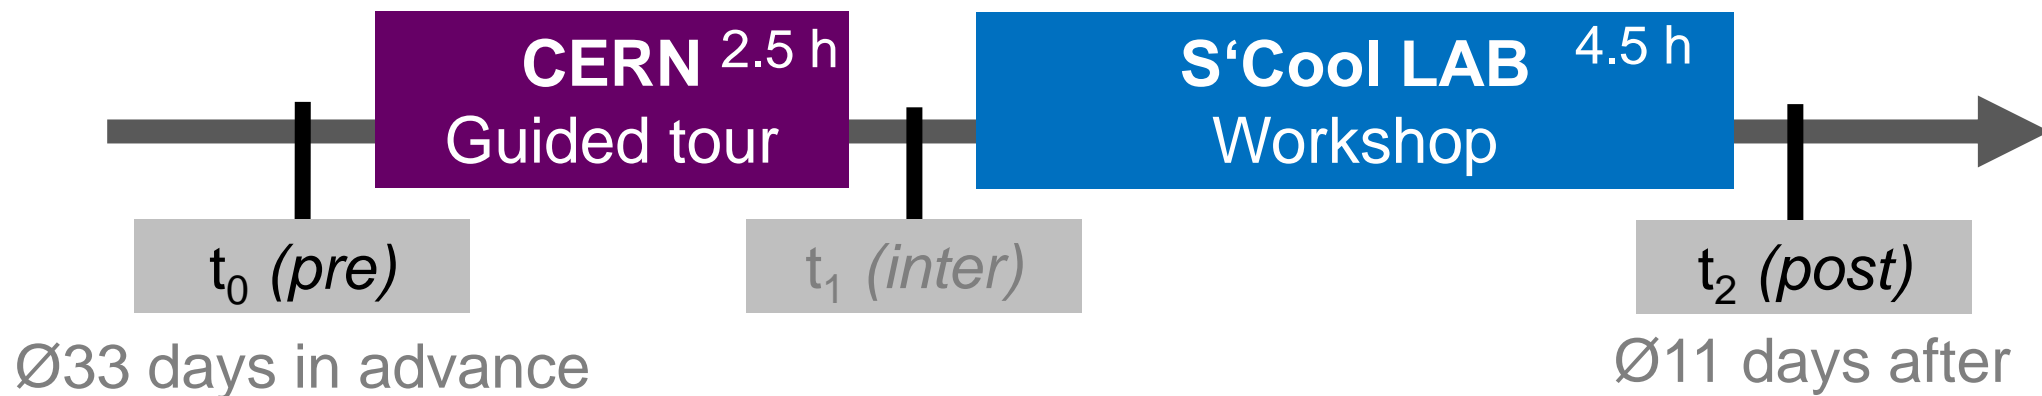 CERN 2.5 h
Guided tour
S‘Cool LAB 4.5 h
Workshop
t₀ (pre)
t₁ (inter)
t₂ (post)
Ø33 days in advance
Ø11 days after